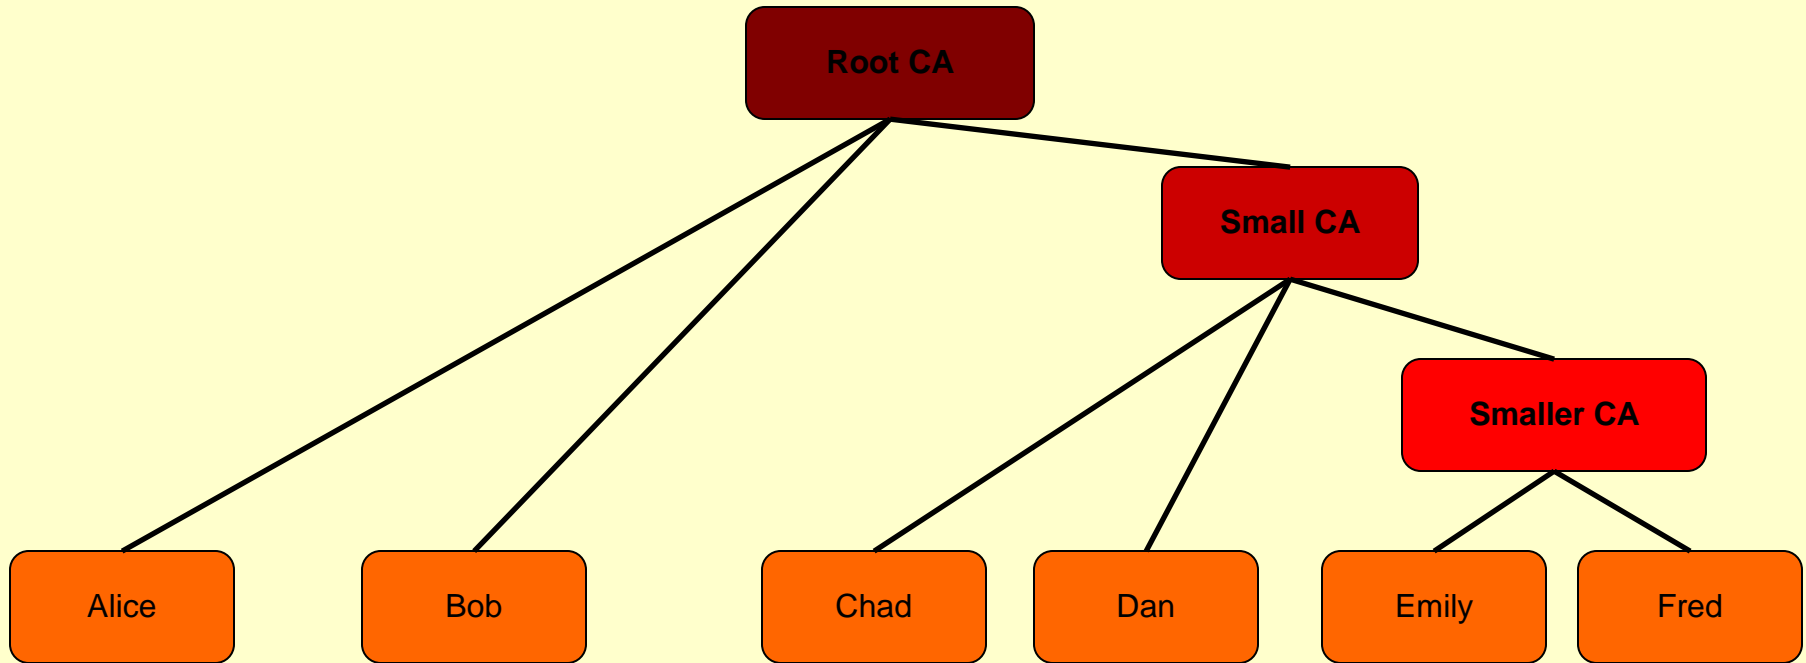 Root CA
Small CA
Smaller CA
Alice
Bob
Chad
Dan
Emily
Fred